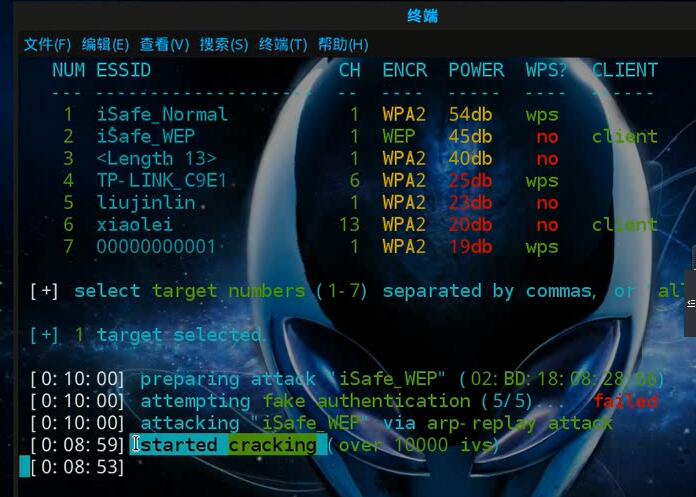 终端
文件(F) 编辑(E) 查看(V) 搜索(S) 终端(T) 帮助(H)
NUM ESSID CH ENCR POWER WPS? CLIENT
--- -------------------- -- ---- ----- ---- ------
1 iSafe_Normal 1 WPA2 54db wps
2 iSafe_WEP 1 WEP 45db no client
3 <Length 13> 1 WPA2 40db no
4 TP-LINK_C9E1 6 WPA2 25db wps
5 liujinlin 1 WPA2 23db no
6 xiaolei 13 WPA2 20db no client
7 00000000001 1 WPA2 19db wps
[+] select target numbers (1-7) separated by commas, or 'all
[+] 1 target selected.
[0:10:00] preparing attack "iSafe_WEP" (02:BD:18:08:28:66)
[0:10:00] attempting fake authentication (5/5)... failed
[0:10:00] attacking "iSafe_WEP" via arp-replay attack
[0:08:59] started cracking (over 10000 ivs)
[0:08:53]